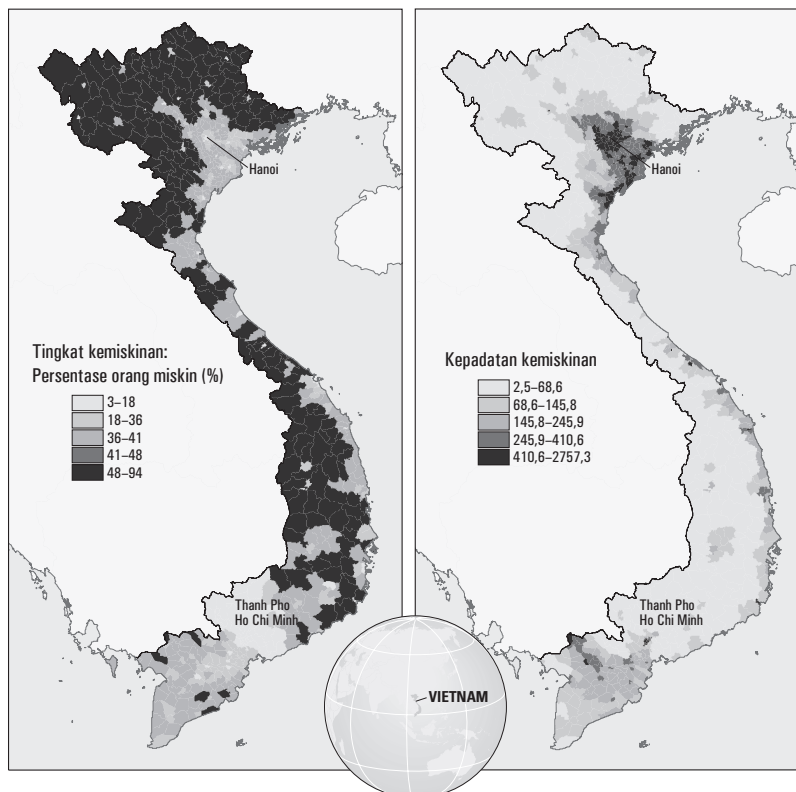 Hanoi
Tingkat kemiskinan:
Persentase orang miskin (%)
3–18
18–36
36–41
41–48
48–94
Thanh Pho
Ho Chi Minh
Hanoi
Kepadatan kemiskinan
2,5–68,6
68,6–145,8
145,8–245,9
245,9–410,6
410,6–2757,3
Thanh Pho
Ho Chi Minh
VIETNAM